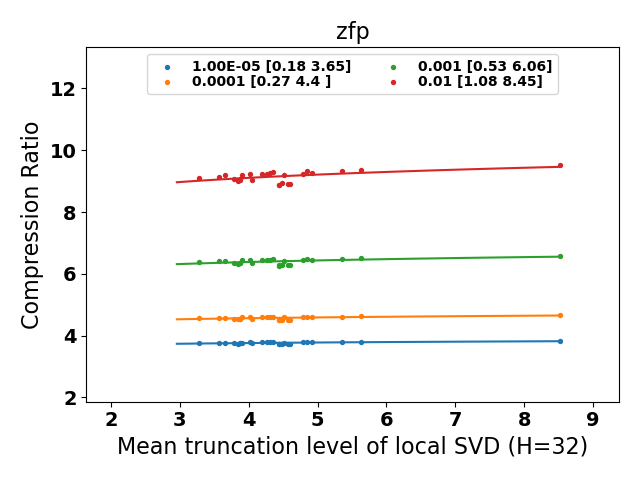 zfp
1.00E-05 [0.18 3.65]
0.0001 [0.27 4.4 ]
0.001 [0.53 6.06]
0.01 [1.08 8.45]
Compression Ratio
12
10
8
6
4
2
2 3 4 5 6 7 8 9
Mean truncation level of local SVD (H=32)